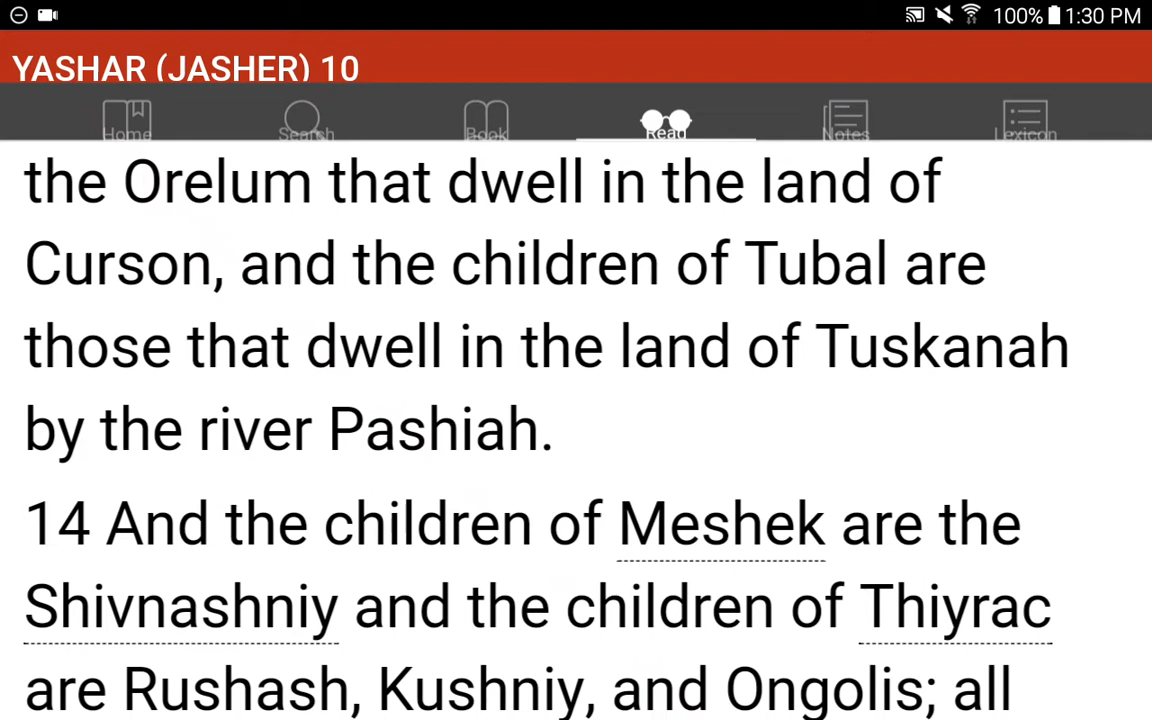 100% 1:30 PM
YASHAR (JASHER) 10
Home Search Book Read Notes Lexicon
the Orelum that dwell in the land of
Curson, and the children of Tubal are
those that dwell in the land of Tuskanah
by the river Pashiah.
14 And the children of Meshek are the
Shivnashniy and the children of Thiyrac
are Rushash, Kushniy, and Ongolis; all